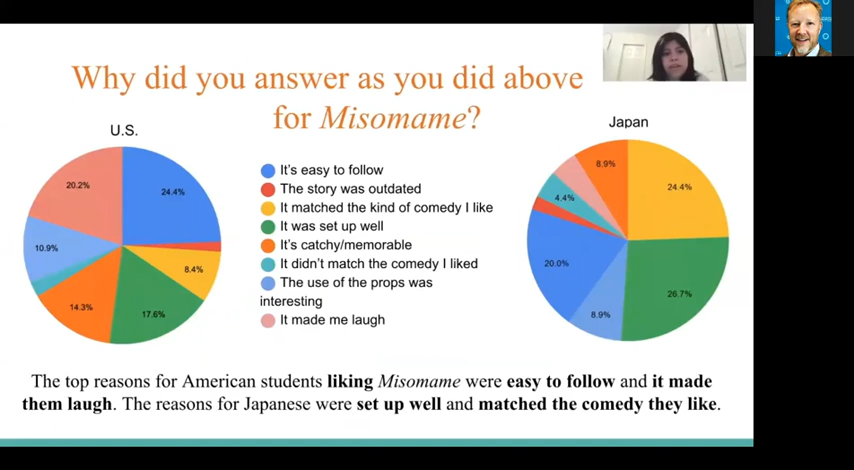 Why did you answer as you did above
for Misomame?
U.S.
20.2%
24.4%
10.9%
8.4%
14.3%
17.6%
It's easy to follow
The story was outdated
It matched the kind of comedy I like
It was set up well
It's catchy/memorable
It didn't match the comedy I liked
The use of the props was
interesting
It made me laugh
Japan
8.9%
24.4%
4.4%
20.0%
26.7%
8.9%
The top reasons for American students liking Misomame were easy to follow and it made
them laugh. The reasons for Japanese were set up well and matched the comedy they like.